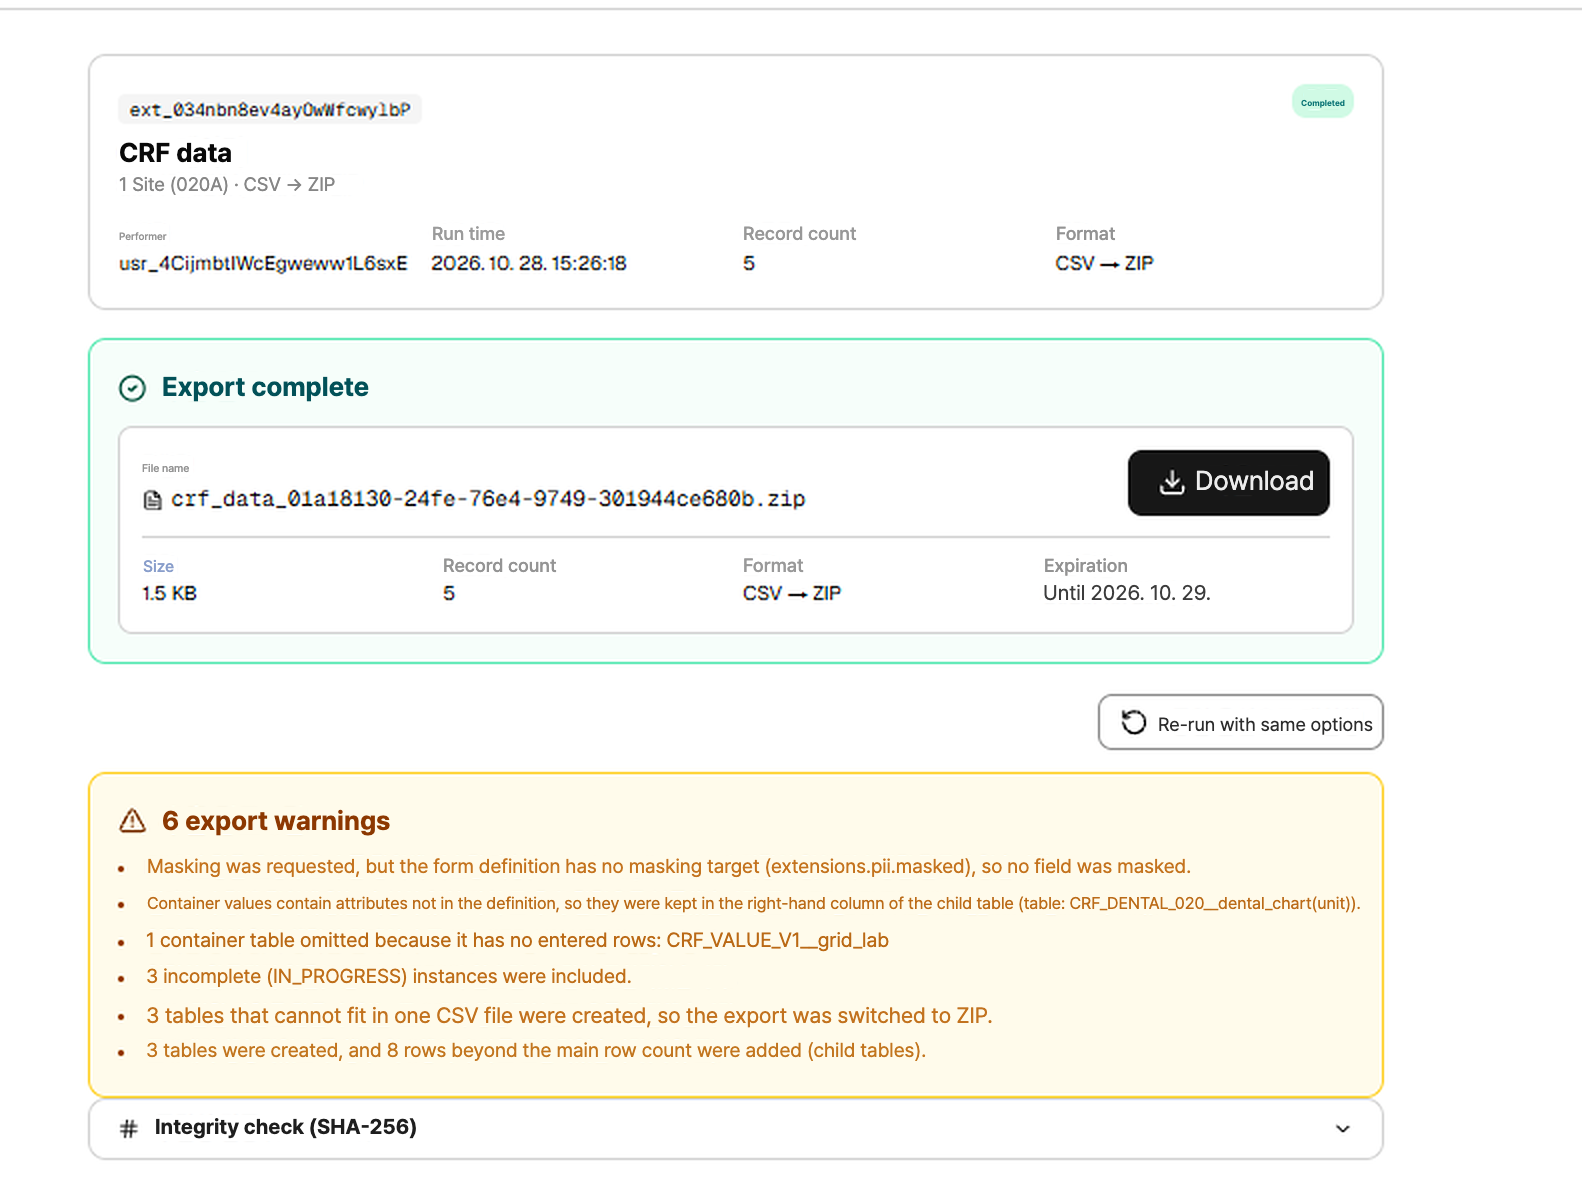 ext_034nbn8ev4ayOwWfcwylbP
Completed
CRF data
1 Site (020A) · CSV → ZIP
Performer
Run time
Record count
Format
usr_4CijmbtIWcEgweww1L6sxE
2026. 10. 28. 15:26:18
5
CSV → ZIP
Export complete
File name
crf_data_01a18130-24fe-76e4-9749-301944ce680b.zip
Download
Size
Record count
Format
Expiration
1.5 KB
5
CSV → ZIP
Until 2026. 10. 29.
Re-run with same options
6 export warnings
• Masking was requested, but the form definition has no masking target (extensions.pii.masked), so no field was masked.
• Container values contain attributes not in the definition, so they were kept in the right-hand column of the child table (table: CRF_DENTAL_020__dental_chart(unit)).
• 1 container table omitted because it has no entered rows: CRF_VALUE_V1__grid_lab
• 3 incomplete (IN_PROGRESS) instances were included.
• 3 tables that cannot fit in one CSV file were created, so the export was switched to ZIP.
• 3 tables were created, and 8 rows beyond the main row count were added (child tables).
# Integrity check (SHA-256)